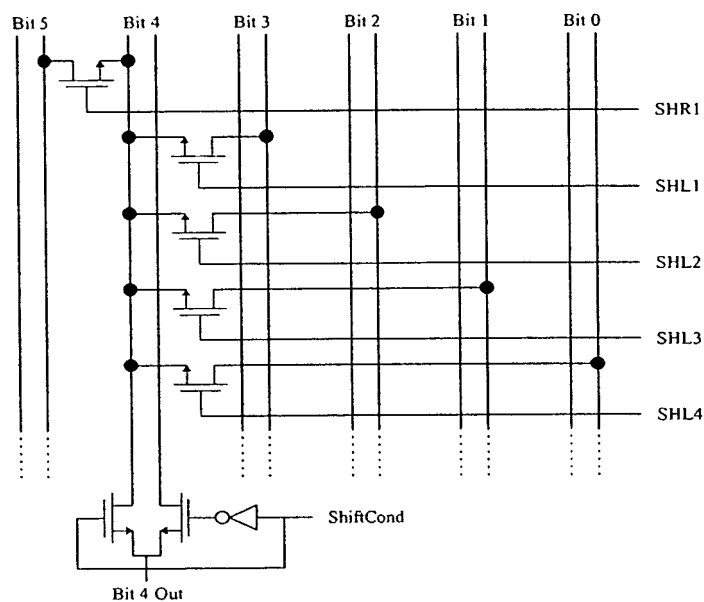 Bit 5 Bit 4 Bit 3 Bit 2 Bit 1 Bit 0
SHR1
SHL1
SHL2
SHL3
SHL4
ShiftCond
Bit 4 Out